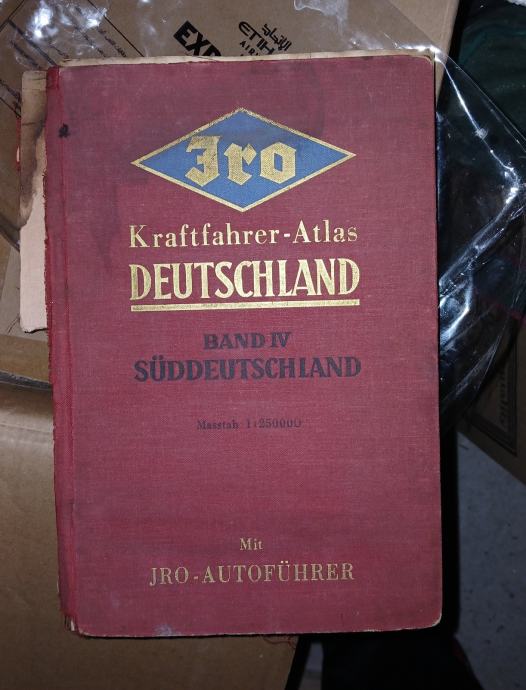 Jro
Kraftfahrer-Atlas
DEUTSCHLAND
BAND IV
SÜDDEUTSCHLAND
Masstab 1:250000
Mit
JRO-AUTOFÜHRER